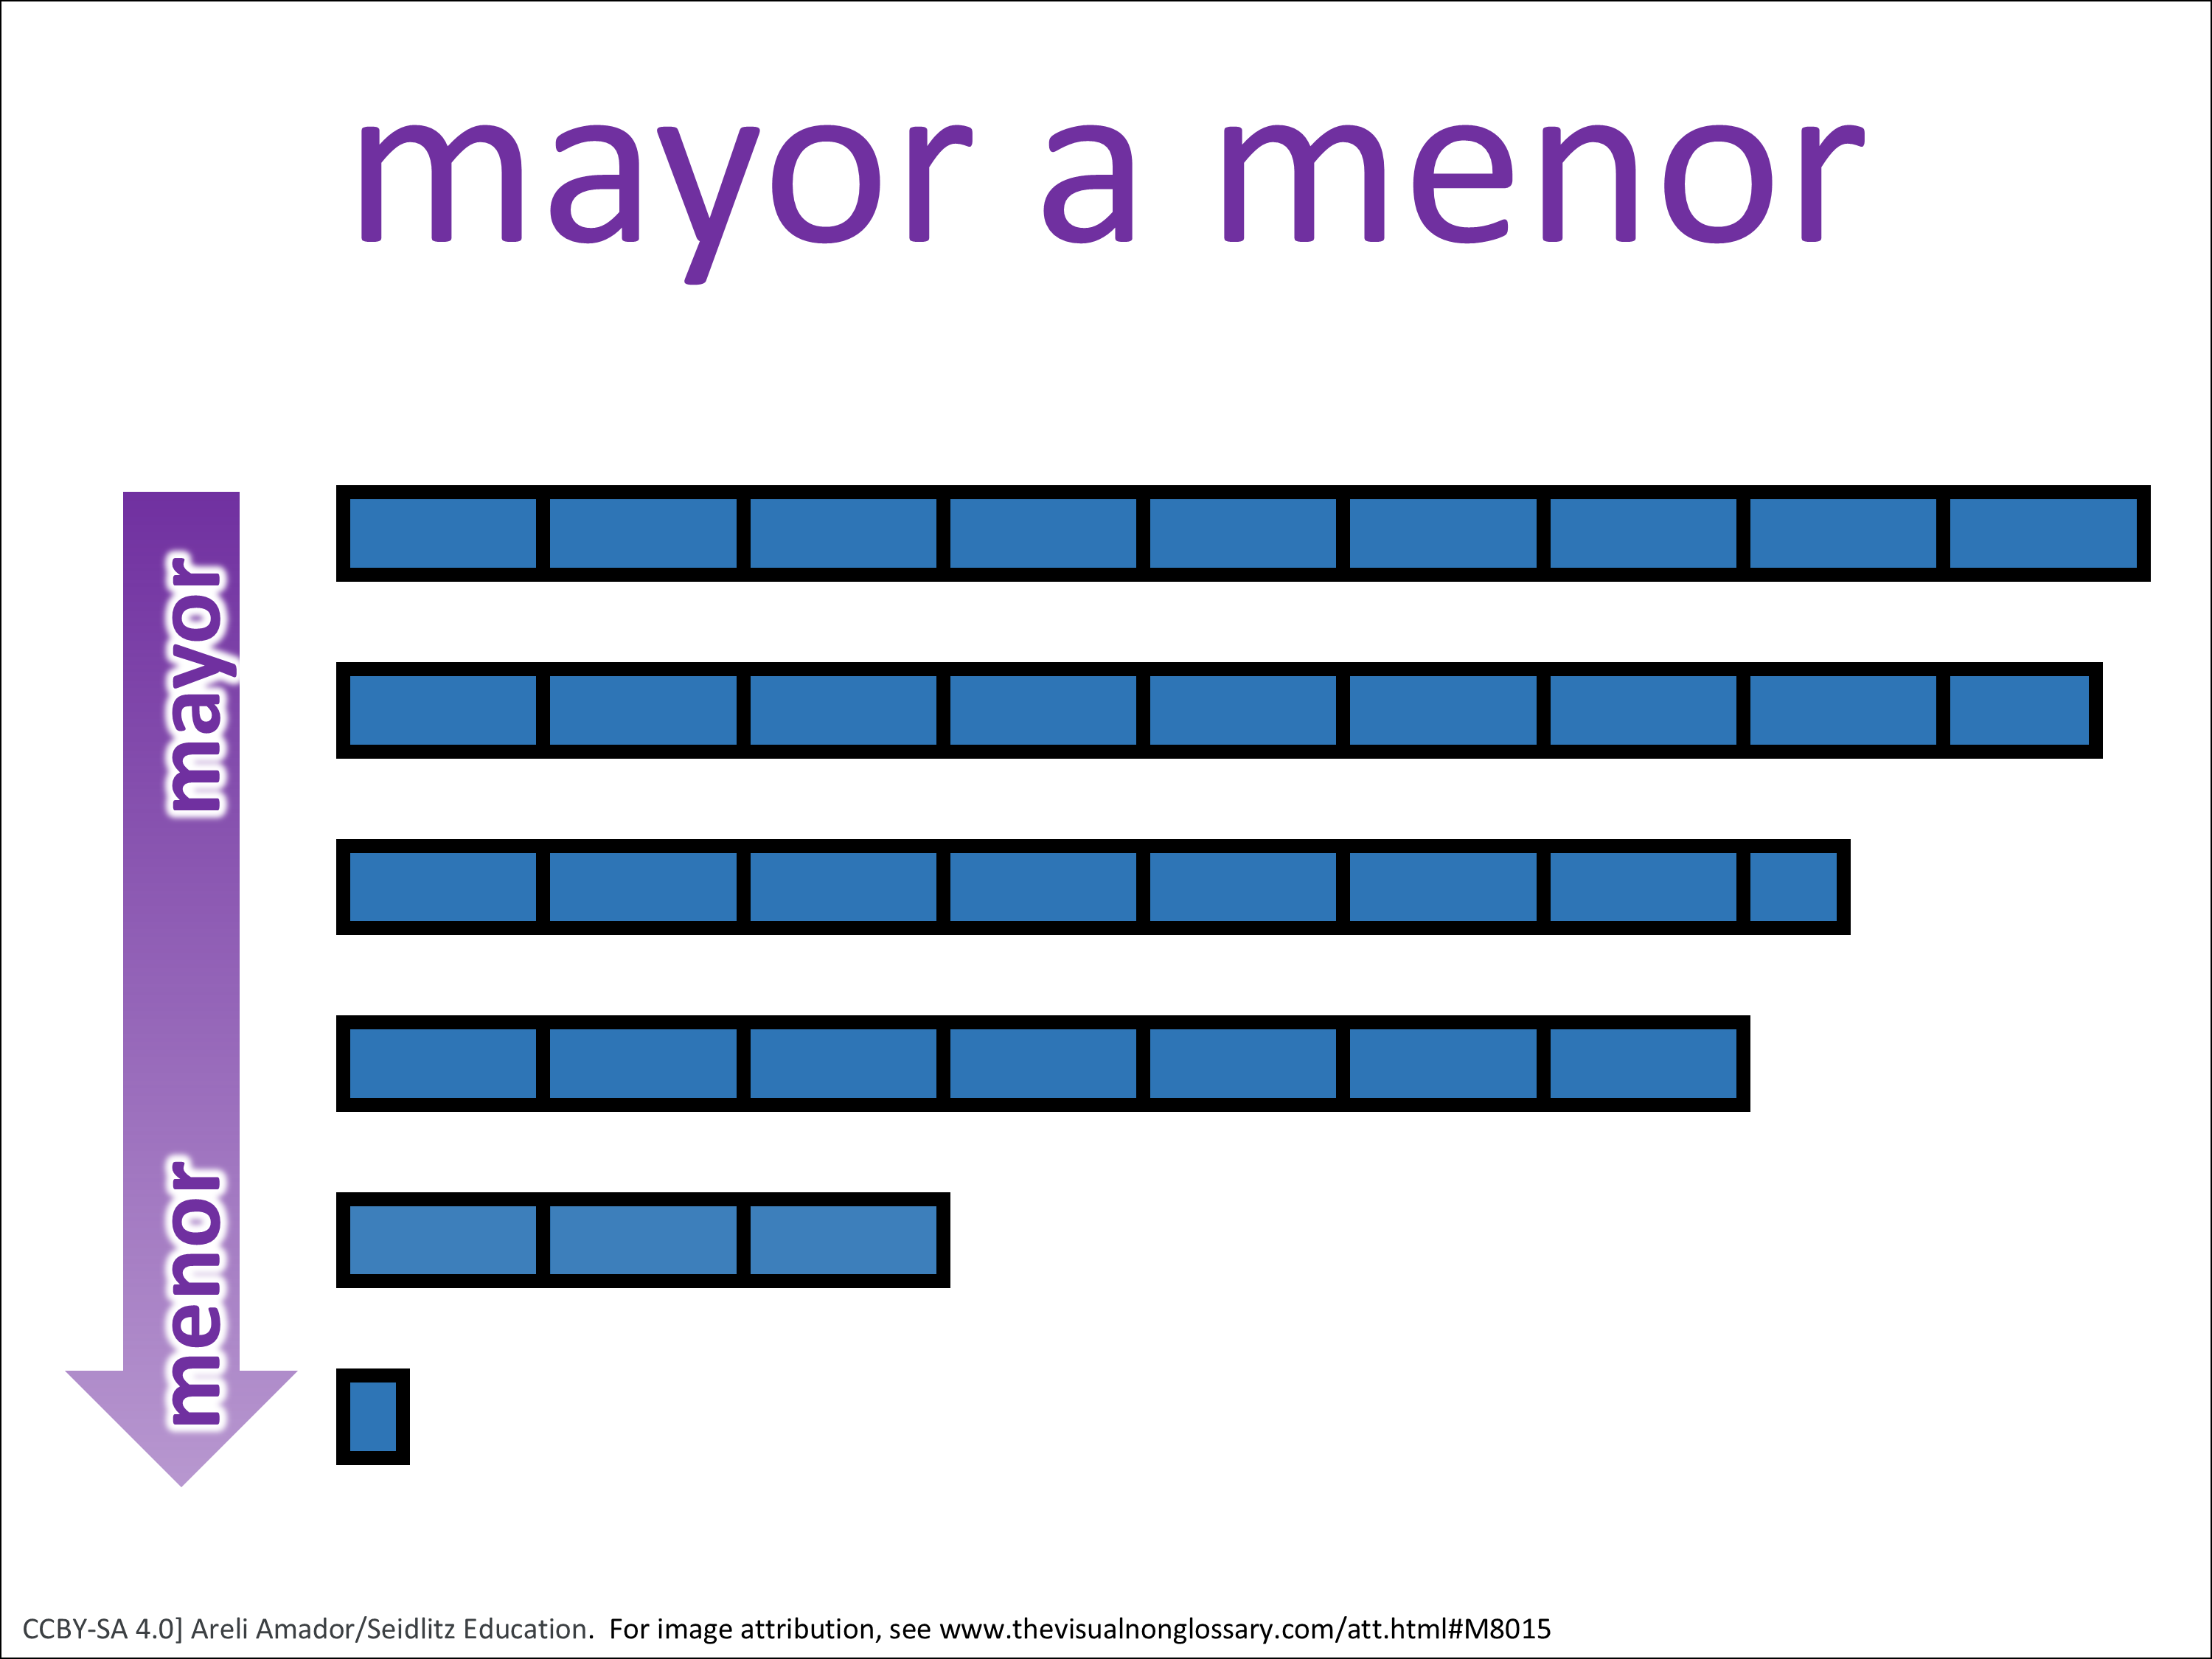 mayor a menor
mayor
menor
CCBY-SA 4.0] Areli Amador/Seidlitz Education.  For image attribution, see www.thevisualnonglossary.com/att.html#M8015